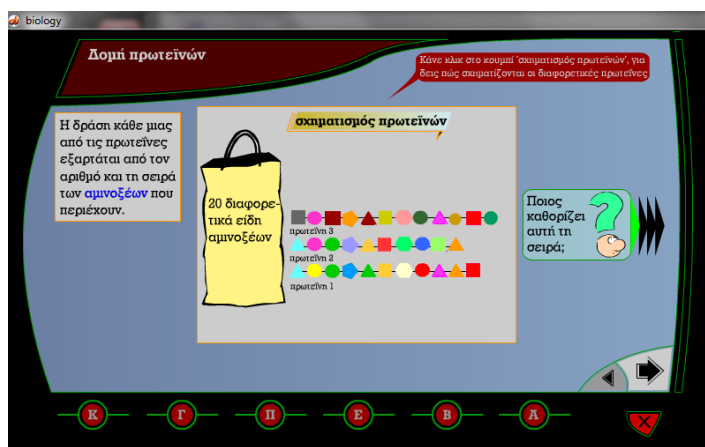 biology
Δομή πρωτεϊνών
Κάνε κλικ στο κουμπί 'σχηματισμός πρωτεϊνών', για
δεις πώς σχηματίζονται οι διαφορετικές πρωτεΐνες
Η δράση κάθε μιας
από τις πρωτεΐνες
εξαρτάται από τον
αριθμό και τη σειρά
των αμινοξέων που
περιέχουν.
σχηματισμός πρωτεϊνών
20 διαφορε-
τικά είδη
αμινοξέων
πρωτεΐνη 3
πρωτεΐνη 2
πρωτεΐνη 1
Ποιος
καθορίζει
αυτή τη
σειρά;
Κ Γ Π Ε Β Α